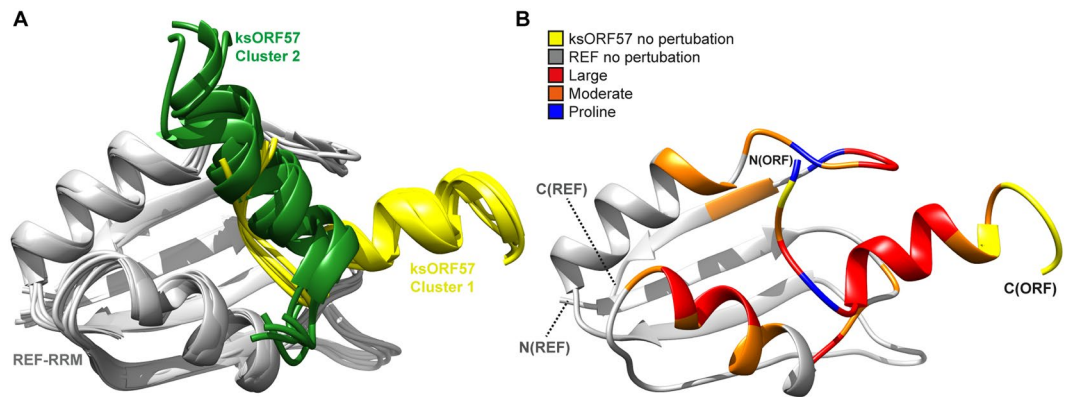 A
ksORF57
Cluster 2
ksORF57
Cluster 1
REF-RRM
B
ksORF57 no pertubation
REF no pertubation
Large
Moderate
Proline
N(ORF)
C(REF)
C(ORF)
N(REF)